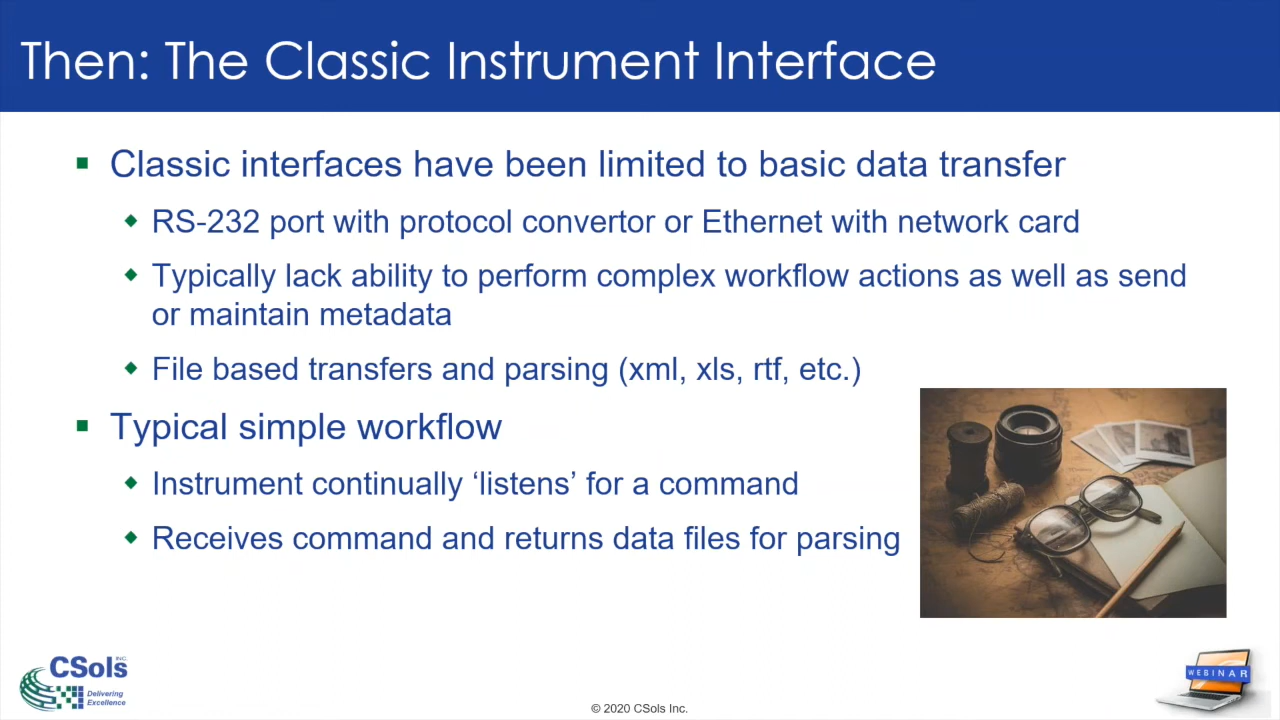 Then: The Classic Instrument Interface
Classic interfaces have been limited to basic data transfer
RS-232 port with protocol convertor or Ethernet with network card
Typically lack ability to perform complex workflow actions as well as send
or maintain metadata
File based transfers and parsing (xml, xls, rtf, etc.)
Typical simple workflow
Instrument continually ‘listens’ for a command
Receives command and returns data files for parsing
CSols INC.
Delivering
Excellence
© 2020 CSols Inc.
WEBINAR